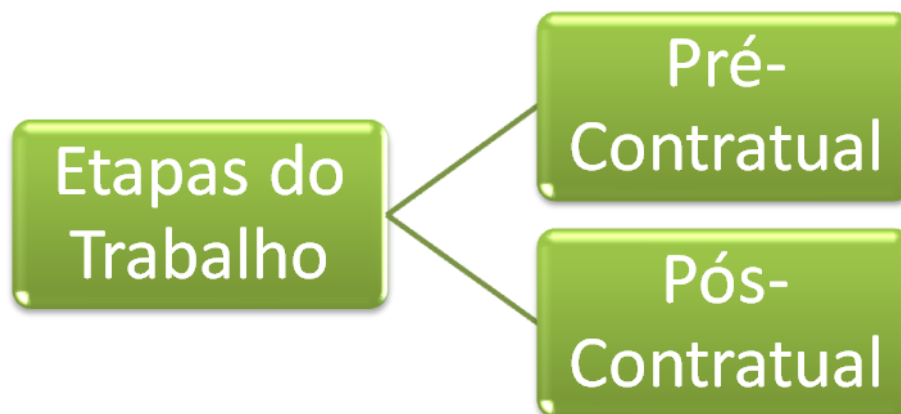 Etapas do
Trabalho
Pré-
Contratual
Pós-
Contratual